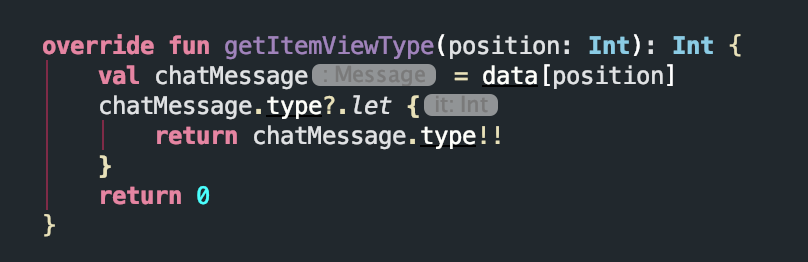 override fun getItemViewType(position: Int): Int {
val chatMessage : Message = data[position]
chatMessage.type?.let { it: Int
return chatMessage.type!!
}
return 0
}